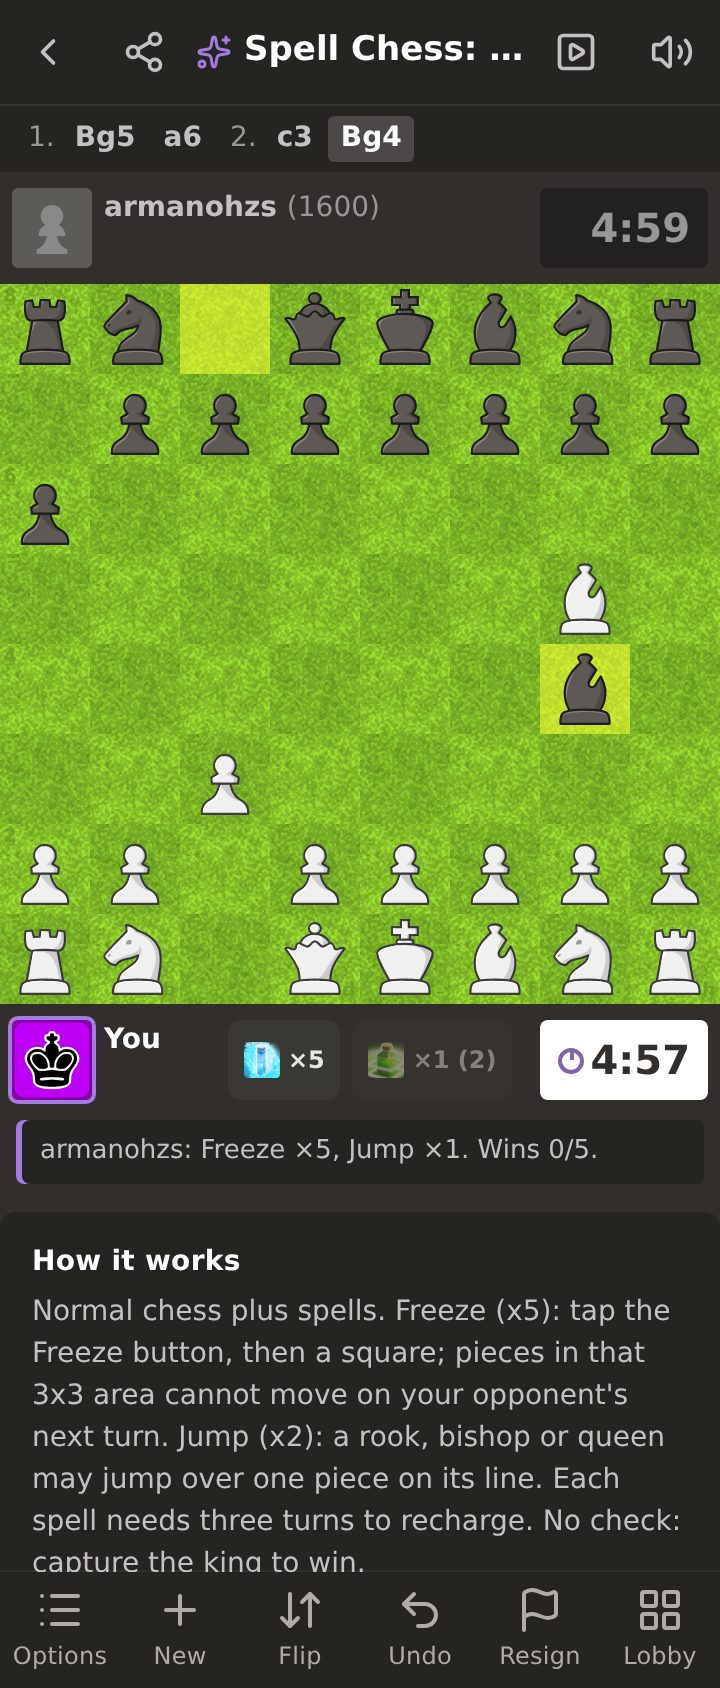 Spell Chess: ...
1. Bg5 a6 2. c3 Bg4
armanohzs (1600)
4:59
8
6
4
2
You
×5
×1 (2)
4:57
armanohzs: Freeze ×5, Jump ×1. Wins 0/5.
How it works
Normal chess plus spells. Freeze (x5): tap the
Freeze button, then a square; pieces in that
3x3 area cannot move on your opponent's
next turn. Jump (x2): a rook, bishop or queen
may jump over one piece on its line. Each
spell needs three turns to recharge. No check:
capture the king to win.
Options New Flip Undo Resign Lobby